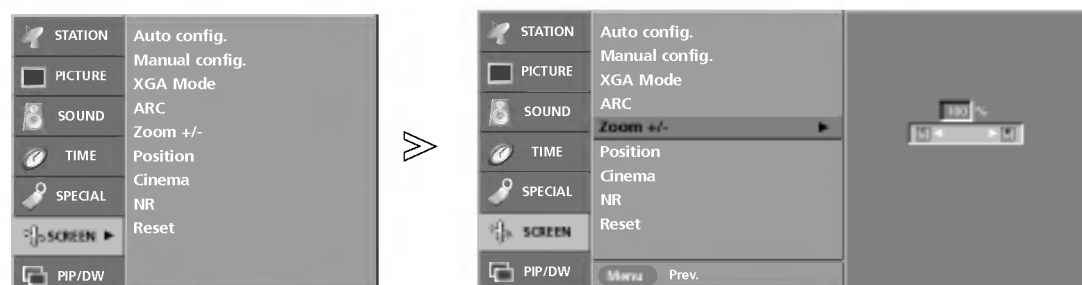 STATION
PICTURE
SOUND
TIME
SPECIAL
SCREEN ►
PIP/DW
Auto config.
Manual config.
XGA Mode
ARC
Zoom +/-
Position
Cinema
NR
Reset
STATION
PICTURE
SOUND
TIME
SPECIAL
SCREEN
PIP/DW
Auto config.
Manual config.
XGA Mode
ARC
Zoom +/- ►
Position
Cinema
NR
Reset
Menu Prev.
100 %